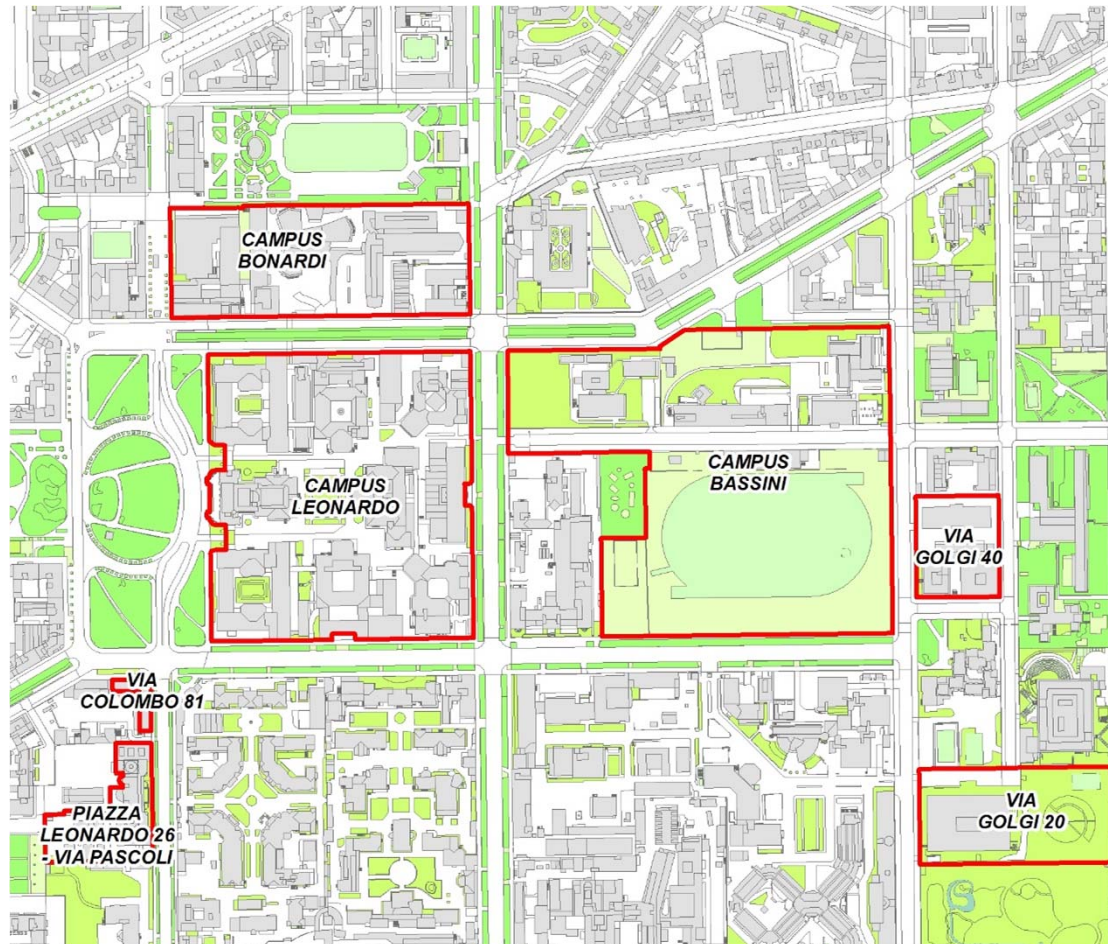 CAMPUS
BONARDI
CAMPUS
LEONARDO
CAMPUS
BASSINI
VIA
GOLGI 40
VIA
COLOMBO 81
PIAZZA
LEONARDO 26
- VIA PASCOLI
VIA
GOLGI 20